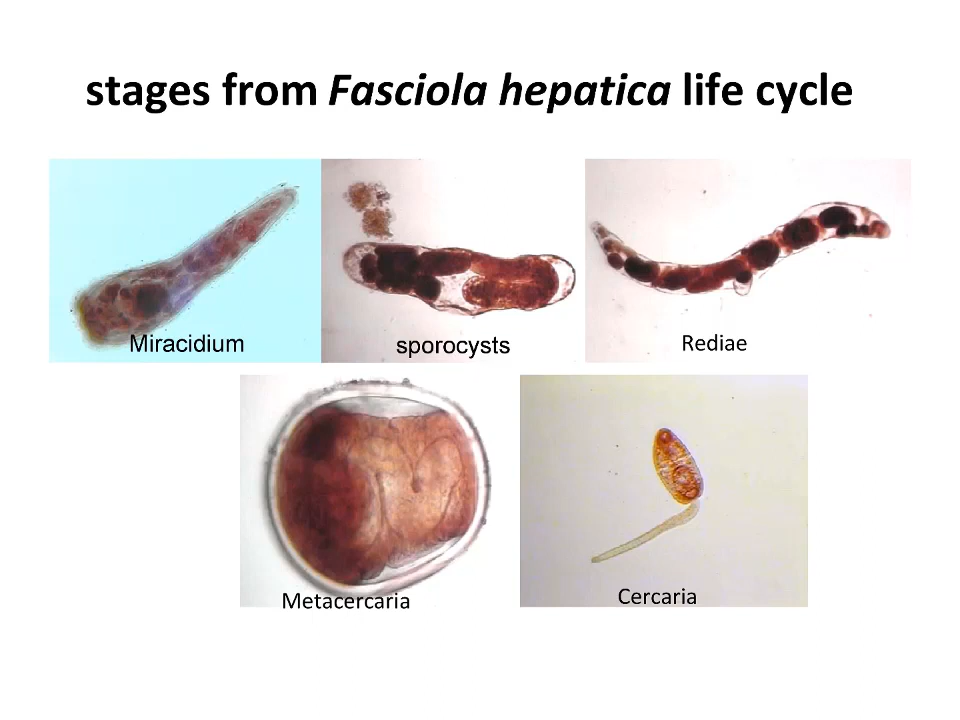 stages from Fasciola hepatica life cycle
Miracidium
sporocysts
Rediae
Metacercaria
Cercaria